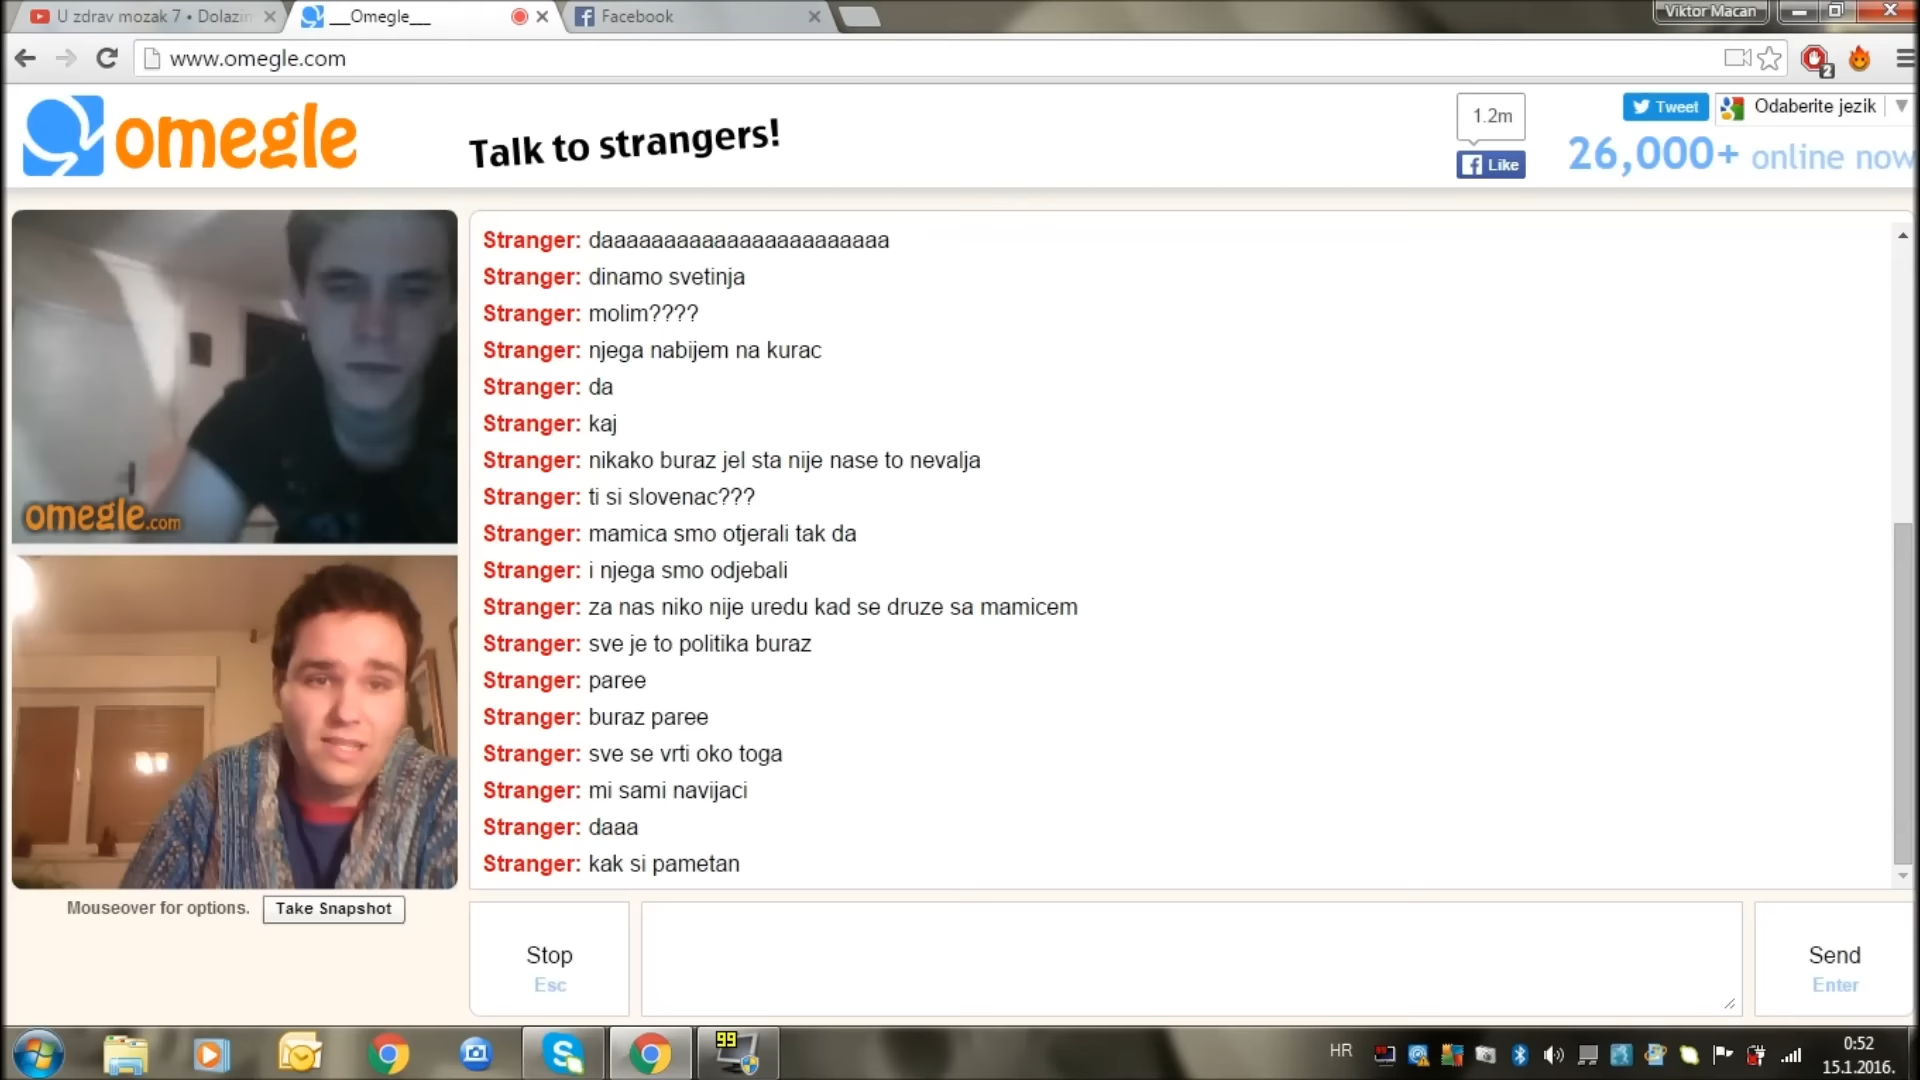 U zdrav mozak 7 • Dolazin
__Omegle__
Facebook
Viktor Macan
www.omegle.com
2
omegle
Talk to strangers!
1.2m
Like
Tweet
Odaberite jezik
26,000+ online now
omegle.com
Stranger: daaaaaaaaaaaaaaaaaaaaaaa
Stranger: dinamo svetinja
Stranger: molim????
Stranger: njega nabijem na kurac
Stranger: da
Stranger: kaj
Stranger: nikako buraz jel sta nije nase to nevalja
Stranger: ti si slovenac???
Stranger: mamica smo otjerali tak da
Stranger: i njega smo odjebali
Stranger: za nas niko nije uredu kad se druze sa mamicem
Stranger: sve je to politika buraz
Stranger: paree
Stranger: buraz paree
Stranger: sve se vrti oko toga
Stranger: mi sami navijaci
Stranger: daaa
Stranger: kak si pametan
Mouseover for options.
Take Snapshot
Stop
Esc
Send
Enter
99
HR
0:52
15.1.2016.